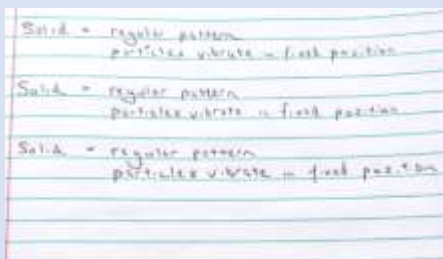 Solid = regular pattern
particles vibrate in fixed position
Solid = regular pattern
particles vibrate in fixed position
Solid = regular pattern
particles vibrate in fixed position